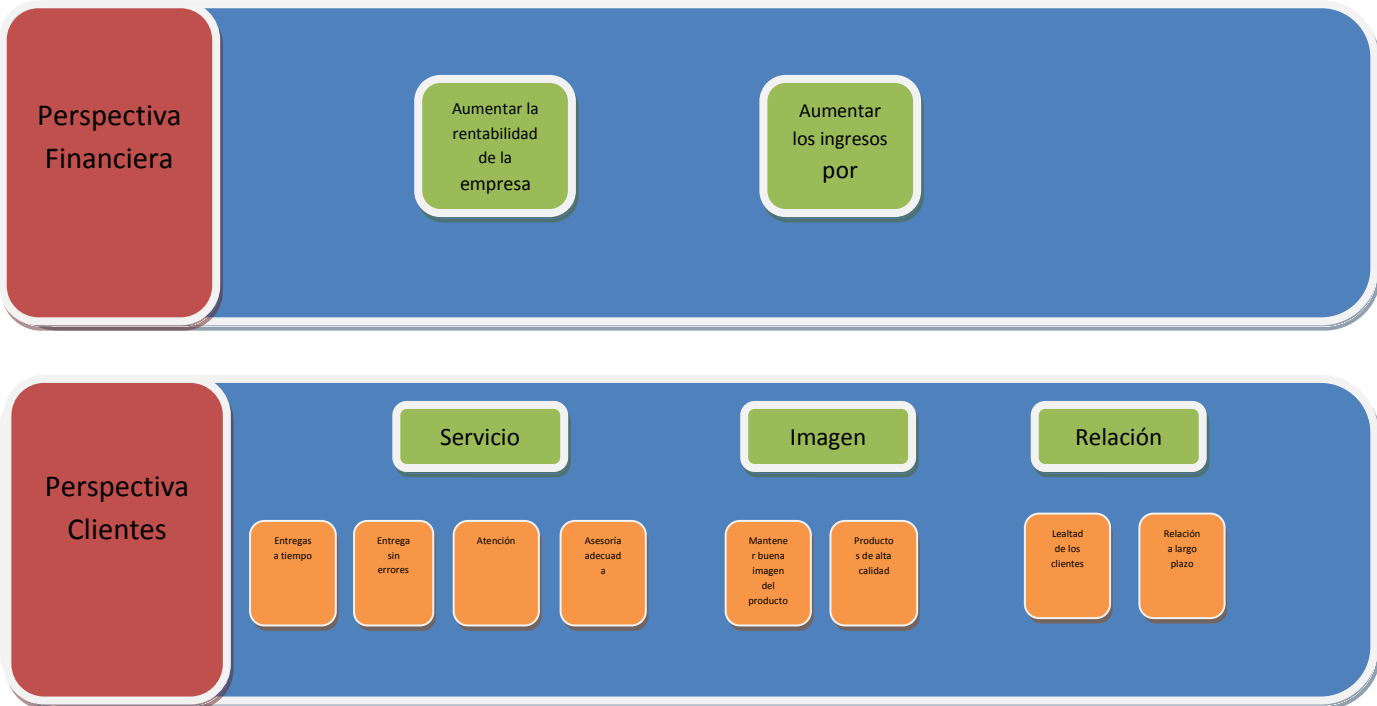 Perspectiva
Financiera
Aumentar la
rentabilidad
de la
empresa
Aumentar
los ingresos
por
Perspectiva
Clientes
Servicio
Imagen
Relación
Entregas
a tiempo
Entrega
sin
errores
Atención
Asesoría
adecuad
a
Mantene
r buena
imagen
del
producto
Producto
s de alta
calidad
Lealtad
de los
clientes
Relación
a largo
plazo